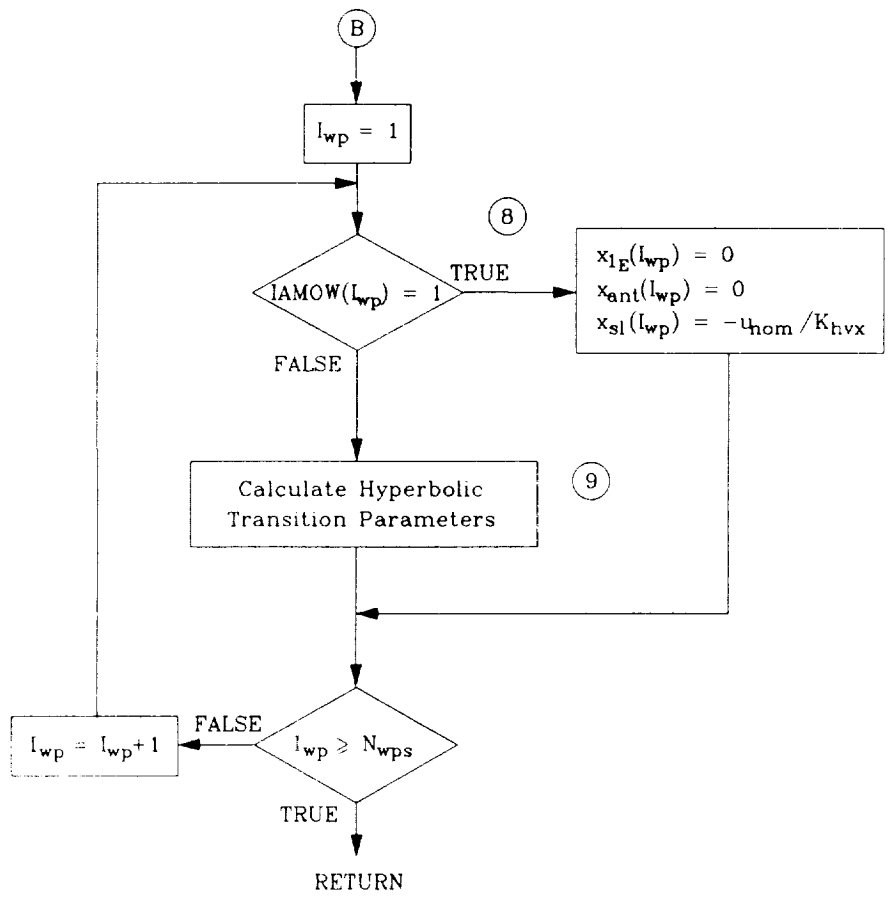 B
I_wp = 1
8
IAMOW(I_wp) = 1
TRUE
x_1E(I_wp) = 0
x_ant(I_wp) = 0
x_sl(I_wp) = -u_nom/K_hvx
FALSE
9
Calculate Hyperbolic
Transition Parameters
I_wp = I_wp+1
FALSE
I_wp ⩾ N_wps
TRUE
RETURN